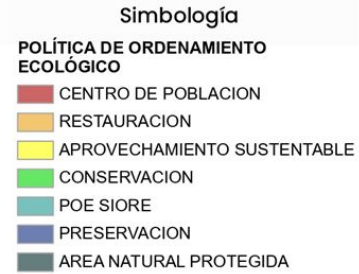 Simbología
POLÍTICA DE ORDENAMIENTO
ECOLÓGICO
CENTRO DE POBLACION
RESTAURACION
APROVECHAMIENTO SUSTENTABLE
CONSERVACION
POE SIORE
PRESERVACION
AREA NATURAL PROTEGIDA